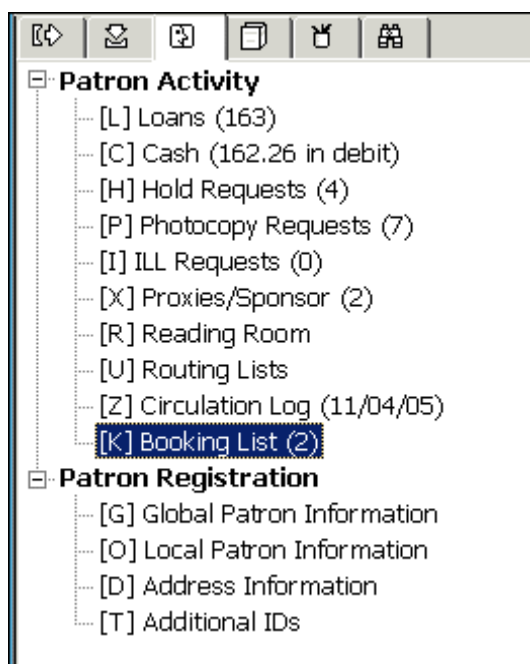 Patron Activity
[L] Loans (163)
[C] Cash (162.26 in debit)
[H] Hold Requests (4)
[P] Photocopy Requests (7)
[I] ILL Requests (0)
[X] Proxies/Sponsor (2)
[R] Reading Room
[U] Routing Lists
[Z] Circulation Log (11/04/05)
[K] Booking List (2)
Patron Registration
[G] Global Patron Information
[O] Local Patron Information
[D] Address Information
[T] Additional IDs